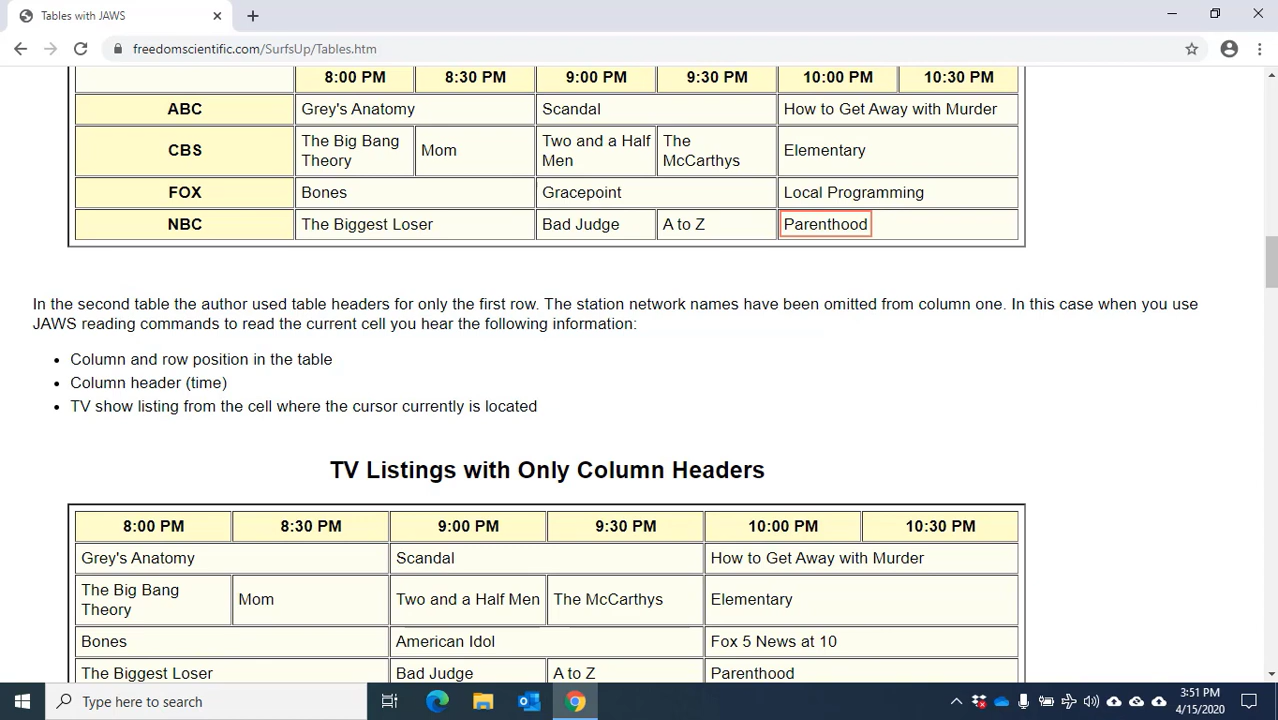 Tables with JAWS
freedomscientific.com/SurfsUp/Tables.htm
8:00 PM 8:30 PM 9:00 PM 9:30 PM 10:00 PM 10:30 PM
ABC Grey's Anatomy Scandal How to Get Away with Murder
CBS The Big Bang Theory Mom Two and a Half Men The McCarthys Elementary
FOX Bones Gracepoint Local Programming
NBC The Biggest Loser Bad Judge A to Z Parenthood
In the second table the author used table headers for only the first row. The station network names have been omitted from column one. In this case when you use
JAWS reading commands to read the current cell you hear the following information:
• Column and row position in the table
• Column header (time)
• TV show listing from the cell where the cursor currently is located
TV Listings with Only Column Headers
8:00 PM 8:30 PM 9:00 PM 9:30 PM 10:00 PM 10:30 PM
Grey's Anatomy Scandal How to Get Away with Murder
The Big Bang Theory Mom Two and a Half Men The McCarthys Elementary
Bones American Idol Fox 5 News at 10
The Biggest Loser Bad Judge A to Z Parenthood
Type here to search
3:51 PM
4/15/2020